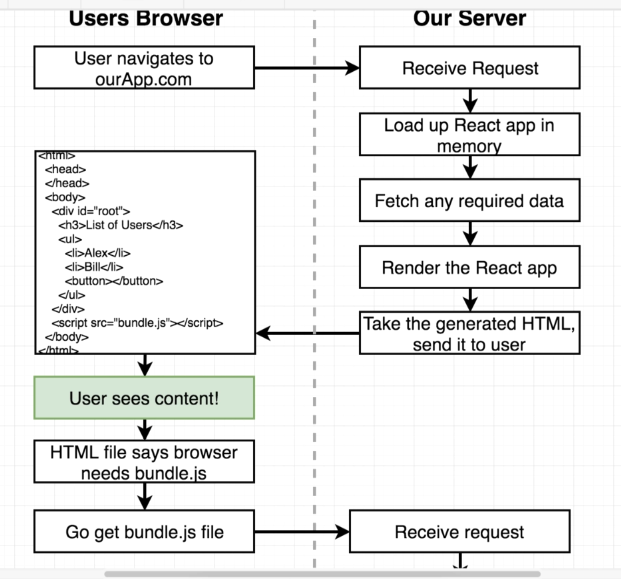 Users Browser
Our Server
User navigates to
ourApp.com
Receive Request
Load up React app in
memory
Fetch any required data
Render the React app
Take the generated HTML,
send it to user
<html>
<head>
</head>
<body>
<div id="root">
<h3>List of Users</h3>
<ul>
<li>Alex</li>
<li>Bill</li>
<button></button>
</ul>
</div>
<script src="bundle.js"></script>
</body>
</html>
User sees content!
HTML file says browser
needs bundle.js
Go get bundle.js file
Receive request